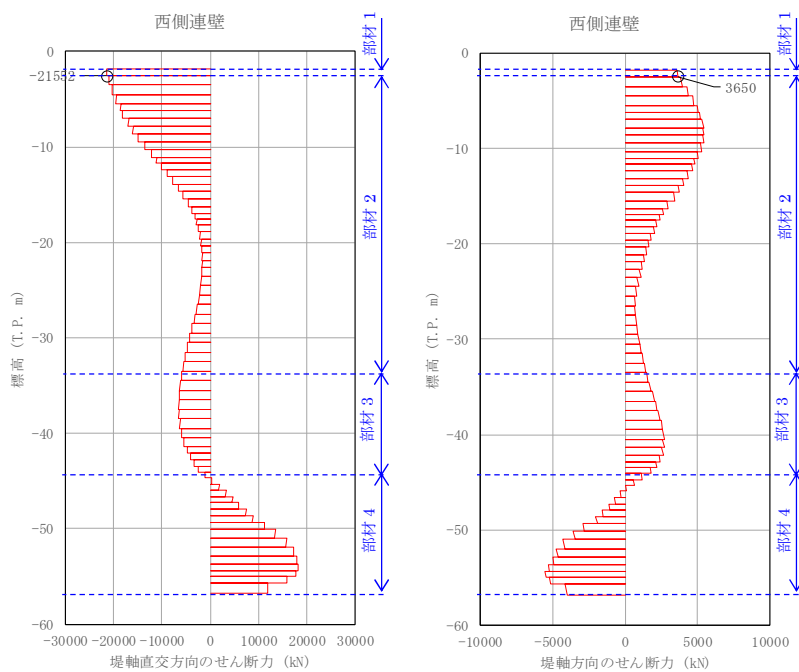 西側連壁
部材 1
0
-21552
-10
部材 2
-20
標高 (T.P. m)
-30
部材 3
-40
部材 4
-50
-60
-30000
-20000
-10000
0
10000
20000
30000
堤軸直交方向のせん断力 (kN)
西側連壁
部材 1
0
3650
-10
部材 2
-20
標高 (T.P. m)
-30
部材 3
-40
部材 4
-50
-60
-10000
-5000
0
5000
10000
堤軸方向のせん断力 (kN)